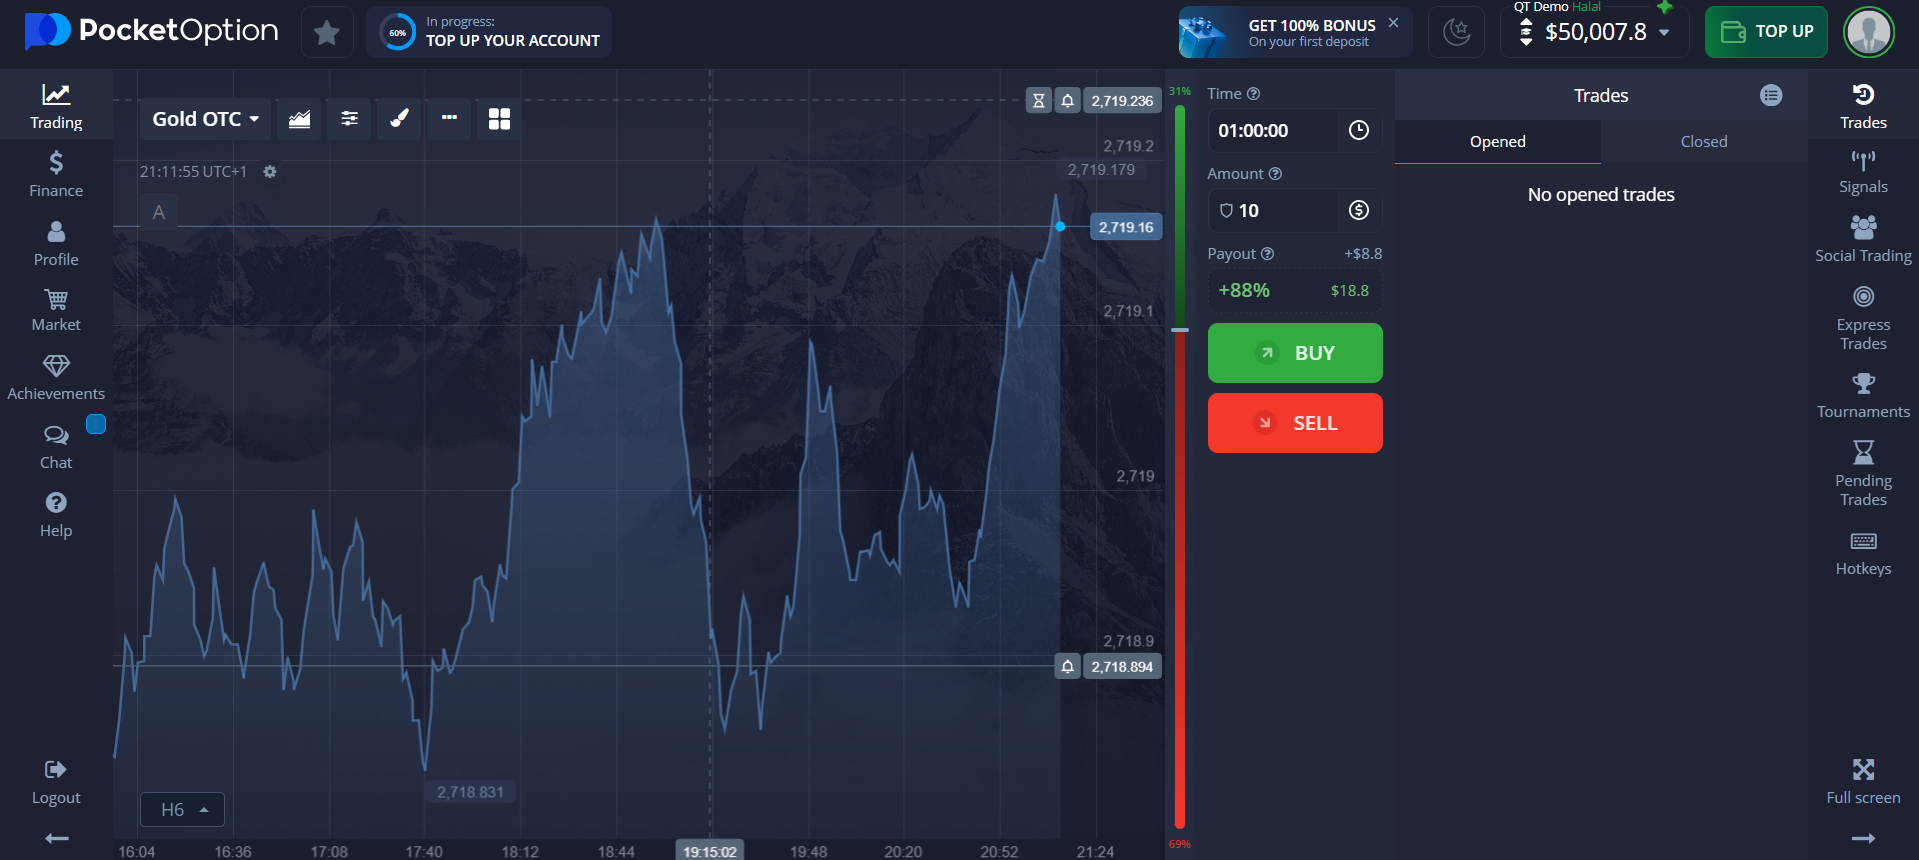 PocketOption
60%
In progress:
TOP UP YOUR ACCOUNT
GET 100% BONUS
On your first deposit
QT Demo Halal
$50,007.8
TOP UP
Trading
Finance
Profile
Market
Achievements
Chat
Help
Logout
Gold OTC
21:11:55 UTC+1
A
2,719.236
2,719.2
2,719.179
2,719.16
2,719.1
2,719
2,718.9
2,718.894
2,718.831
H6
16:04
16:36
17:08
17:40
18:12
18:44
19:15:02
19:48
20:20
20:52
21:24
31%
69%
Time
01:00:00
Amount
10
Payout
+$8.8
+88%
$18.8
BUY
SELL
Trades
Opened
Closed
No opened trades
Trades
Signals
Social Trading
Express
Trades
Tournaments
Pending
Trades
Hotkeys
Full screen